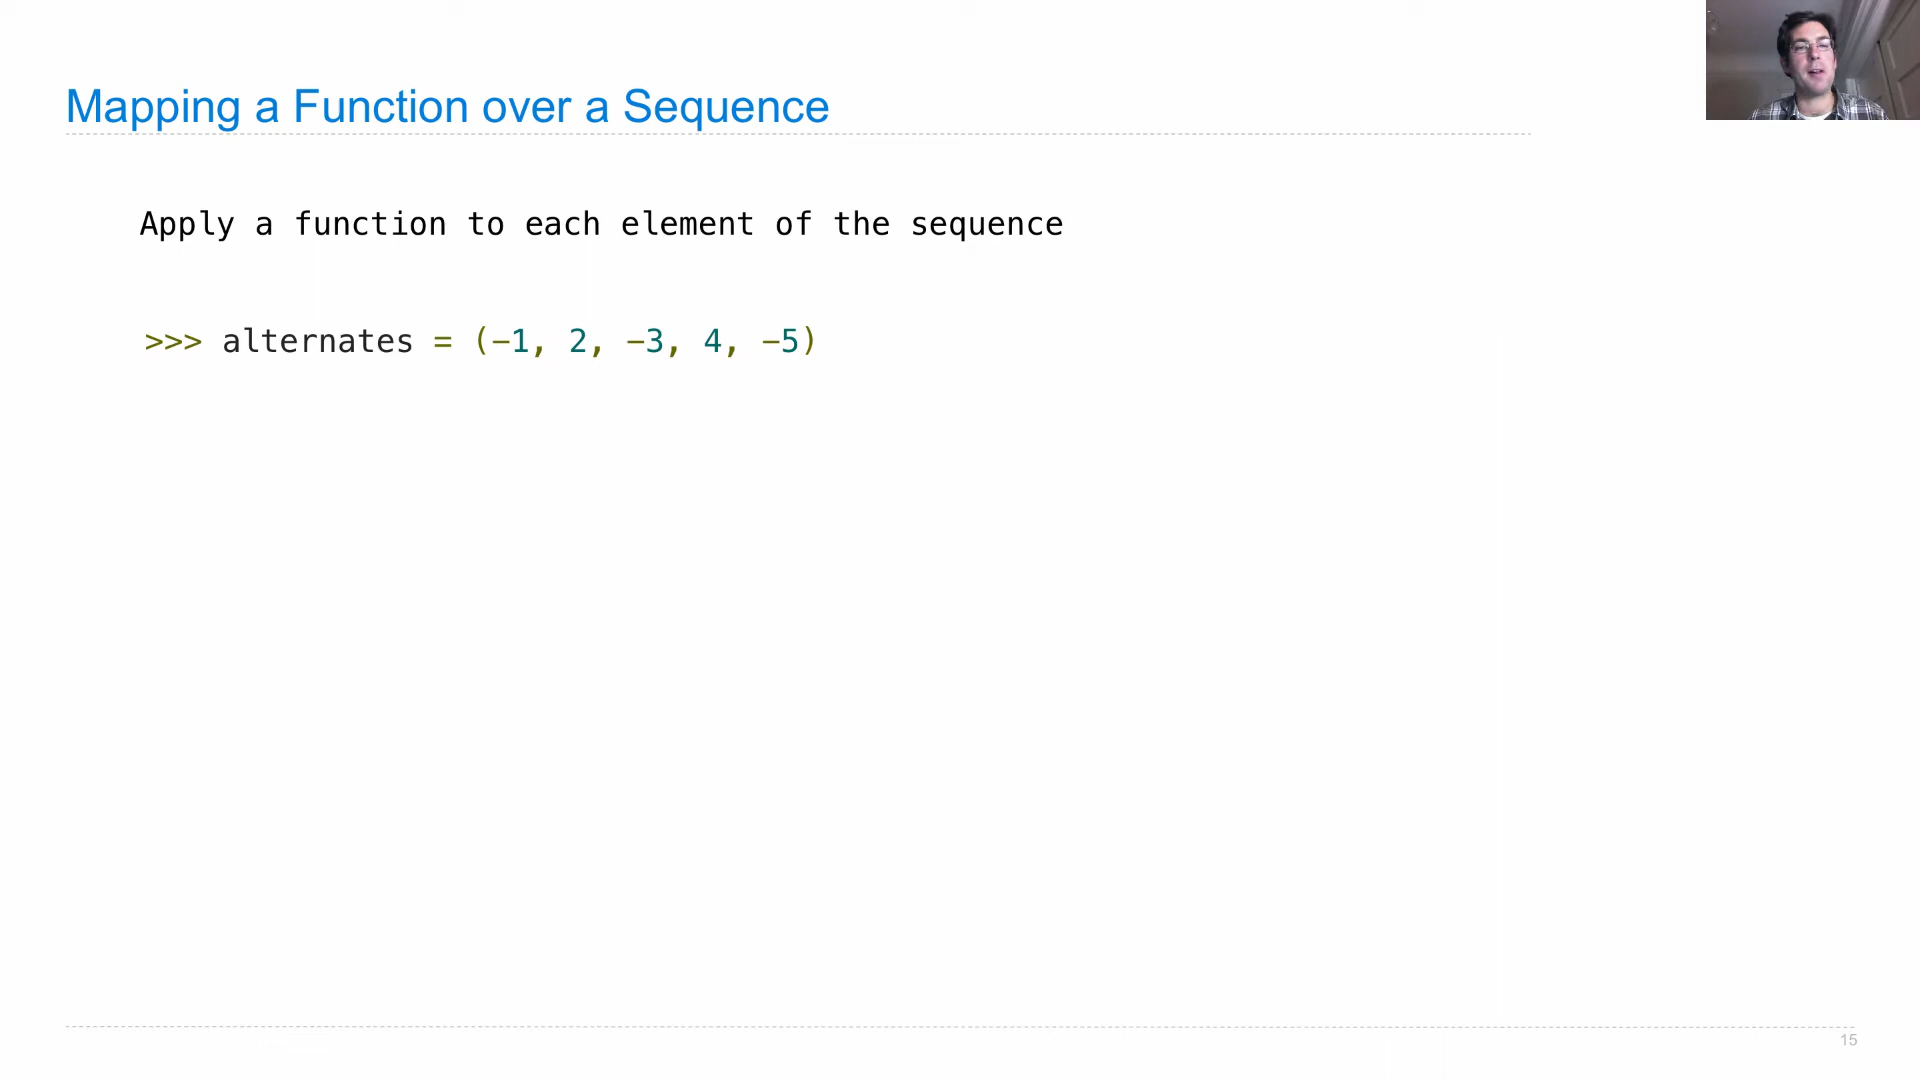 Mapping a Function over a Sequence
Apply a function to each element of the sequence
>>> alternates = (-1, 2, -3, 4, -5)
15